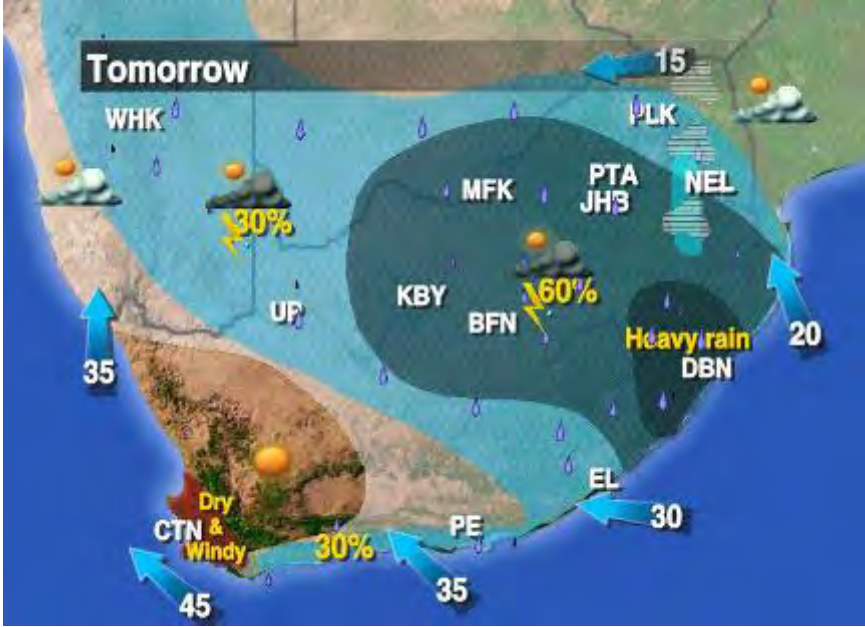 Tomorrow
15
WHK
PLK
PTA
JHB
NEL
MFK
30%
60%
KBY
BFN
UP
Heavy rain
DBN
20
35
EL
30
Dry
&
Windy
CTN
PE
30%
35
45